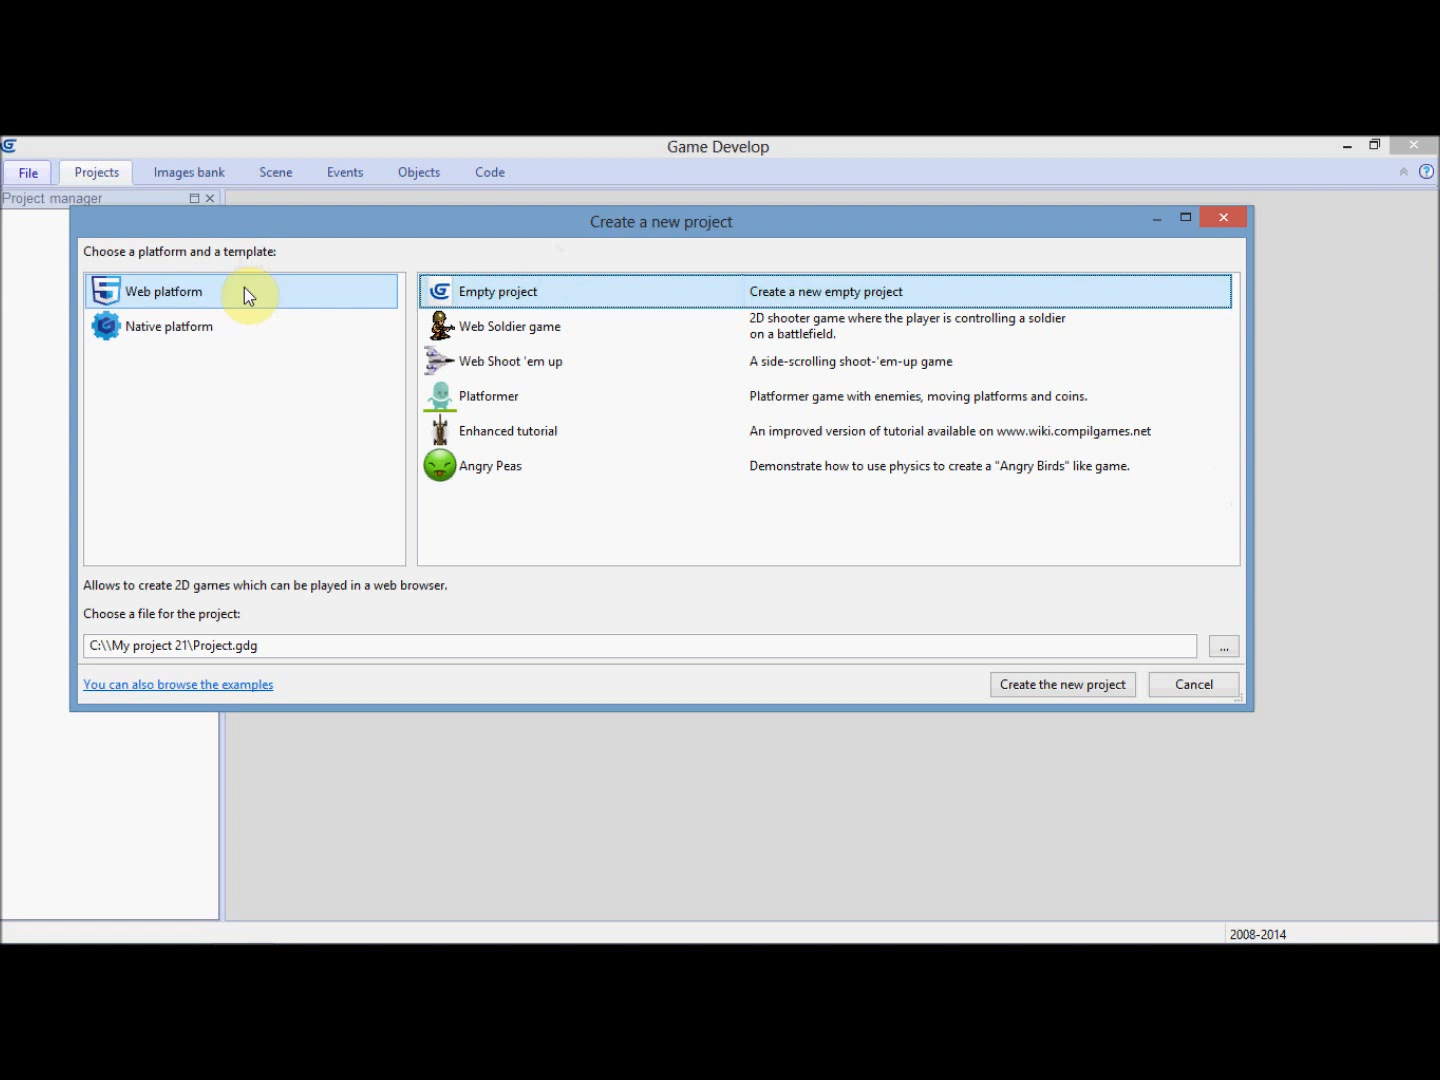 Game Develop
File Projects Images bank Scene Events Objects Code
Project manager
Create a new project
Choose a platform and a template:
Web platform
Native platform
Empty project Create a new empty project
Web Soldier game 2D shooter game where the player is controlling a soldier
on a battlefield.
Web Shoot 'em up A side-scrolling shoot-'em-up game
Platformer Platformer game with enemies, moving platforms and coins.
Enhanced tutorial An improved version of tutorial available on www.wiki.compilgames.net
Angry Peas Demonstrate how to use physics to create a "Angry Birds" like game.
Allows to create 2D games which can be played in a web browser.
Choose a file for the project:
C:\\My project 21\Project.gdg ...
You can also browse the examples Create the new project Cancel
2008-2014